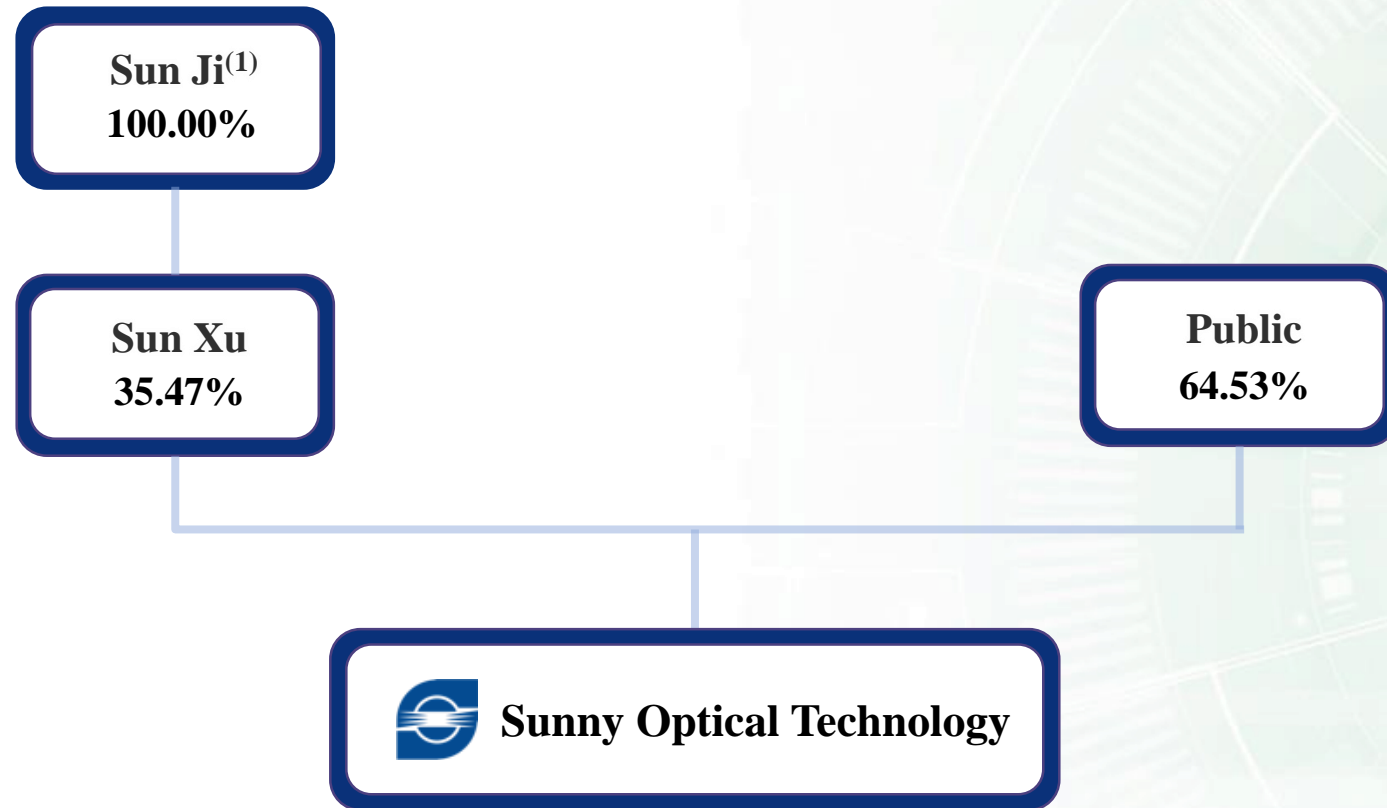 Sun Ji(1)
100.00%
Sun Xu
35.47%
Public
64.53%
Sunny Optical Technology